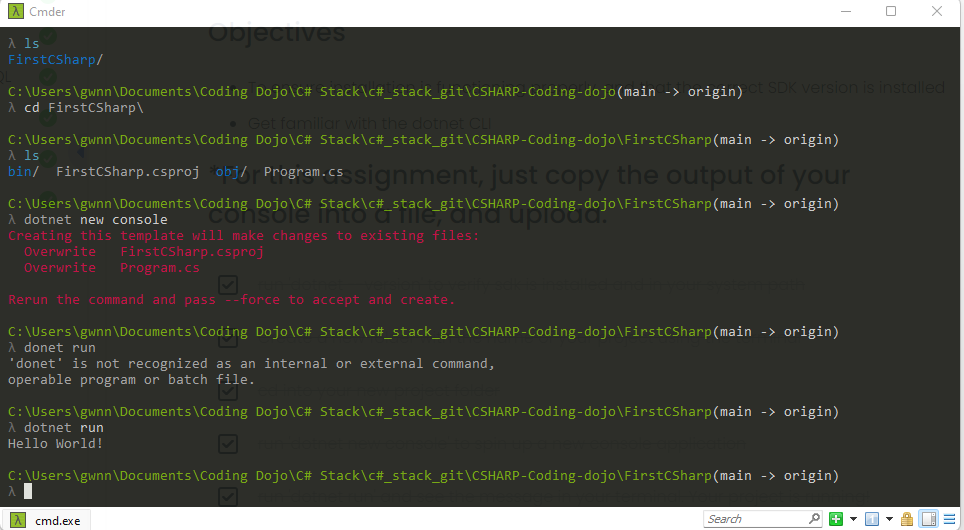 Cmder
Objectives
λ ls
FirstCSharp/
SDK version is installed
C:\Users\gwnn\Documents\Coding Dojo\C# Stack\c#_stack_git\CSHARP-Coding-dojo(main -> origin)
λ cd FirstCSharp\
Get familiar with the dotnet CLI
C:\Users\gwnn\Documents\Coding Dojo\C# Stack\c#_stack_git\CSHARP-Coding-dojo\FirstCSharp(main -> origin)
λ ls
bin/  FirstCSharp.csproj  obj/  Program.cs
*For this assignment, just copy the output of your
console into a file, and upload.
C:\Users\gwnn\Documents\Coding Dojo\C# Stack\c#_stack_git\CSHARP-Coding-dojo\FirstCSharp(main -> origin)
λ dotnet new console
Creating this template will make changes to existing files:
  Overwrite   FirstCSharp.csproj
  Overwrite   Program.cs
Rerun the command and pass --force to accept and create.
C:\Users\gwnn\Documents\Coding Dojo\C# Stack\c#_stack_git\CSHARP-Coding-dojo\FirstCSharp(main -> origin)
λ donet run
'donet' is not recognized as an internal or external command,
operable program or batch file.
C:\Users\gwnn\Documents\Coding Dojo\C# Stack\c#_stack_git\CSHARP-Coding-dojo\FirstCSharp(main -> origin)
λ dotnet run
Hello World!
C:\Users\gwnn\Documents\Coding Dojo\C# Stack\c#_stack_git\CSHARP-Coding-dojo\FirstCSharp(main -> origin)
λ
cmd.exe
Search